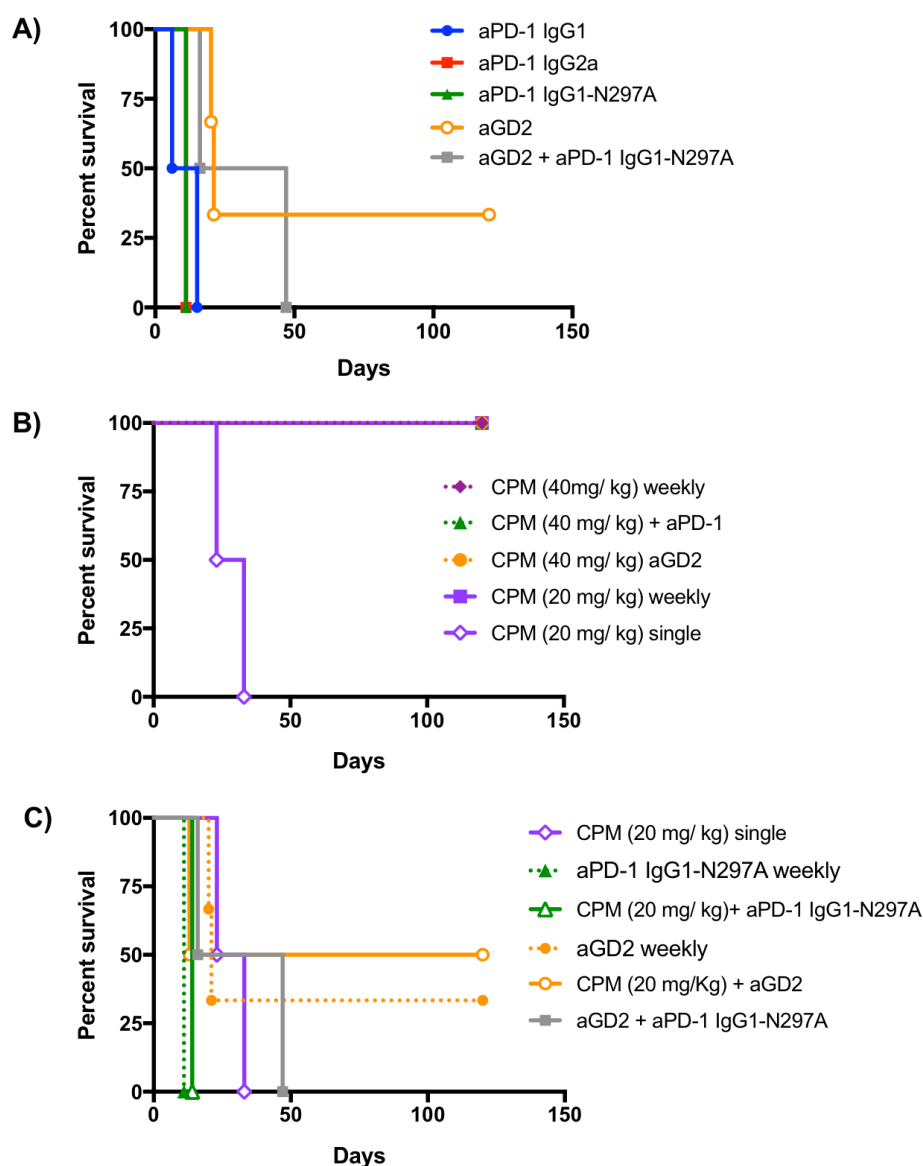 A)
100
75
50
25
0
Percent survival
0
50
100
150
Days
aPD-1 IgG1
aPD-1 IgG2a
aPD-1 IgG1-N297A
aGD2
aGD2 + aPD-1 IgG1-N297A
B)
100
75
50
25
0
Percent survival
0
50
100
150
Days
CPM (40mg/ kg) weekly
CPM (40 mg/ kg) + aPD-1
CPM (40 mg/ kg) aGD2
CPM (20 mg/ kg) weekly
CPM (20 mg/ kg) single
C)
100
75
50
25
0
Percent survival
0
50
100
150
Days
CPM (20 mg/ kg) single
aPD-1 IgG1-N297A weekly
CPM (20 mg/ kg)+ aPD-1 IgG1-N297A
aGD2 weekly
CPM (20 mg/Kg) + aGD2
aGD2 + aPD-1 IgG1-N297A